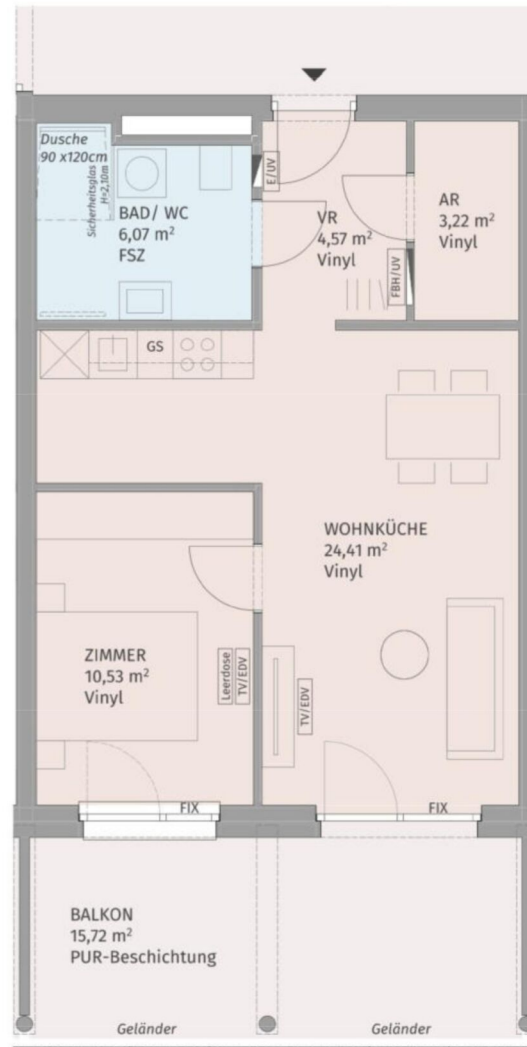 Dusche
90 x120cm
Sicherheitsglas
H=2,10m
BAD/ WC
6,07 m²
FSZ
E/UV
VR
4,57 m²
Vinyl
AR
3,22 m²
Vinyl
FBH/UV
GS
WOHNKÜCHE
24,41 m²
Vinyl
ZIMMER
10,53 m²
Vinyl
Leerdose
TV/EDV
TV/EDV
FIX
FIX
BALKON
15,72 m²
PUR-Beschichtung
Geländer
Geländer